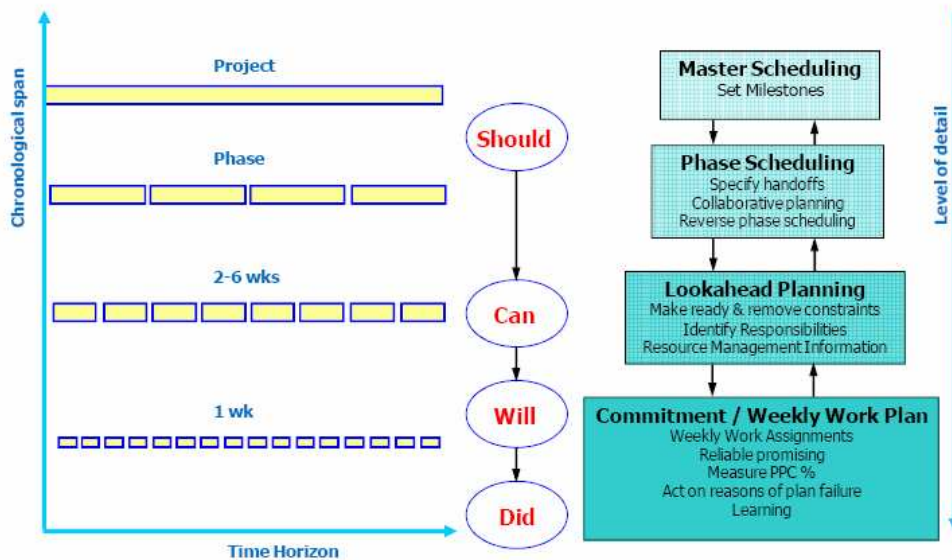 Chronological span
Project
Phase
2-6 wks
1 wk
Time Horizon
Should
Can
Will
Did
Master Scheduling
Set Milestones
Phase Scheduling
Specify handoffs
Collaborative planning
Reverse phase scheduling
Lookahead Planning
Make ready & remove constraints
Identify Responsibilities
Resource Management Information
Commitment / Weekly Work Plan
Weekly Work Assignments
Reliable promising
Measure PPC %
Act on reasons of plan failure
Learning
Level of detail